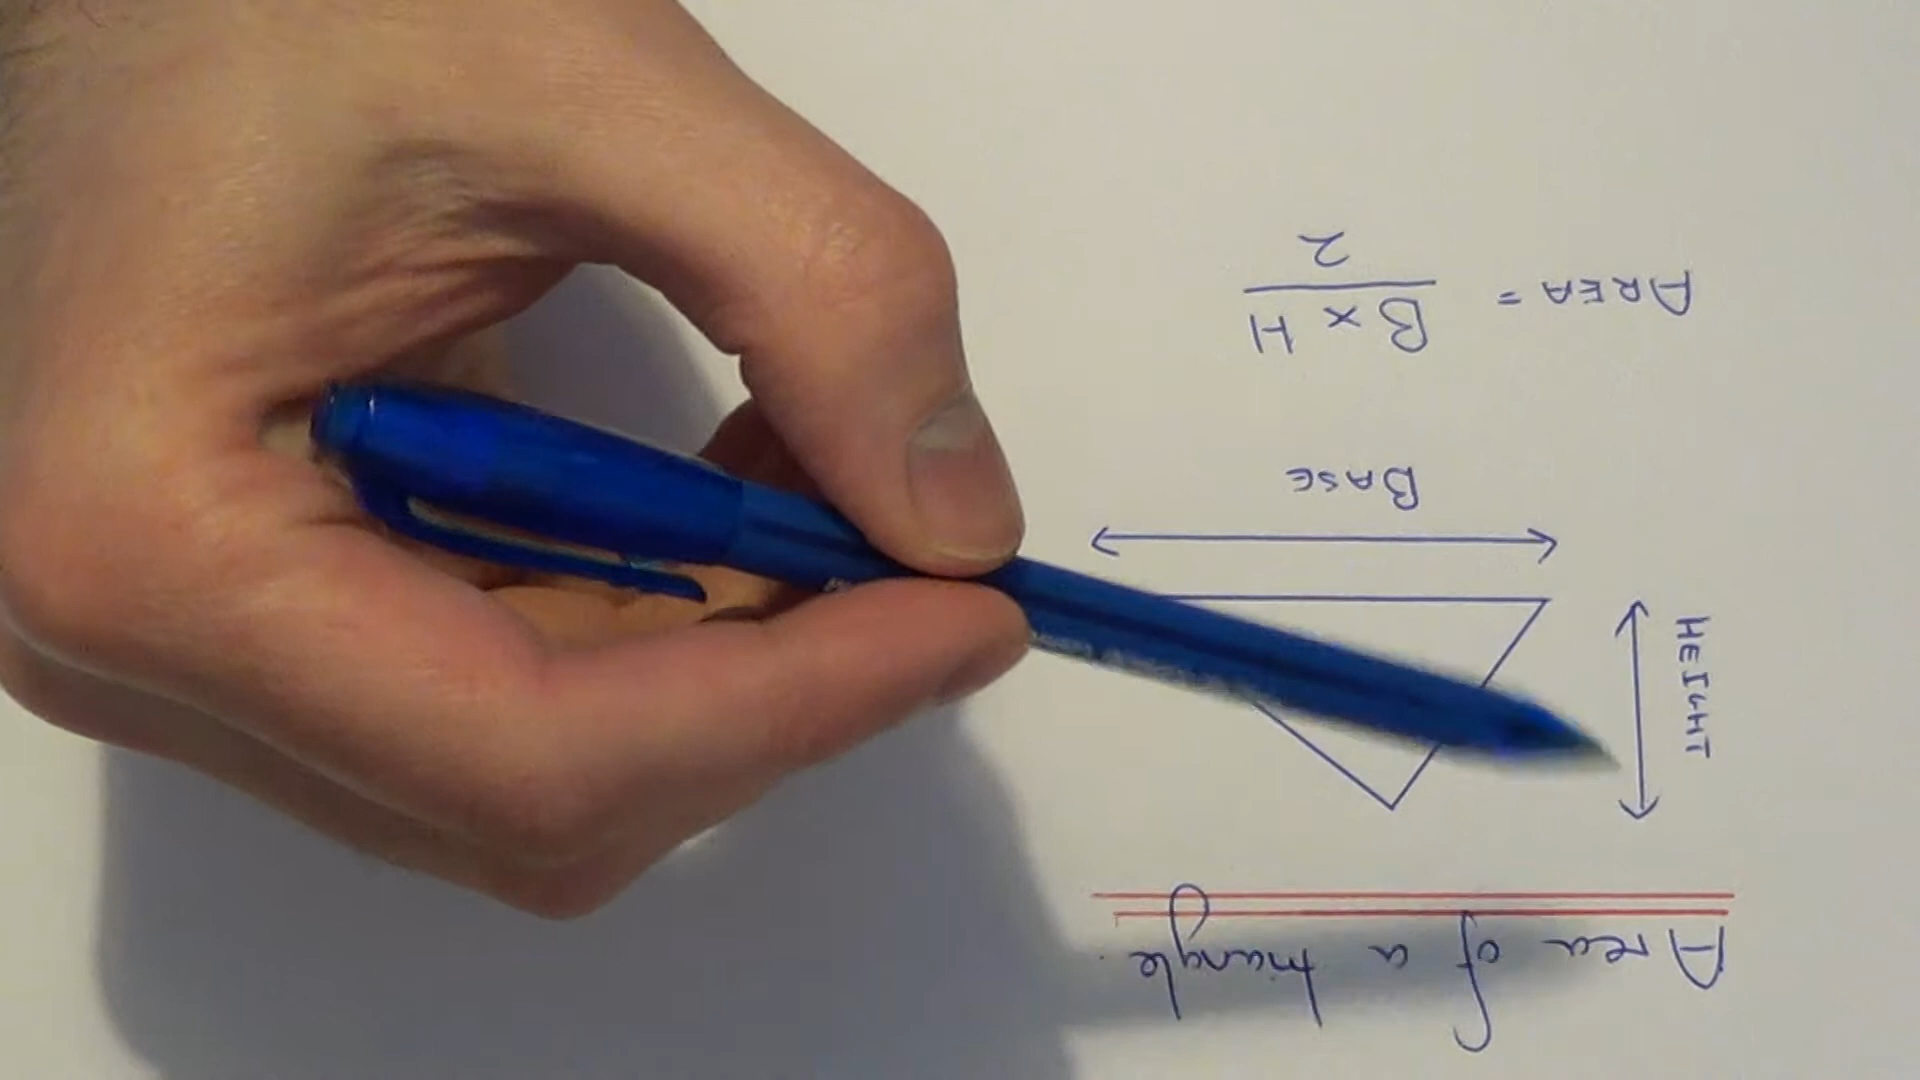 Area of a triangle.
HEIGHT
BASE
AREA = B x H
2